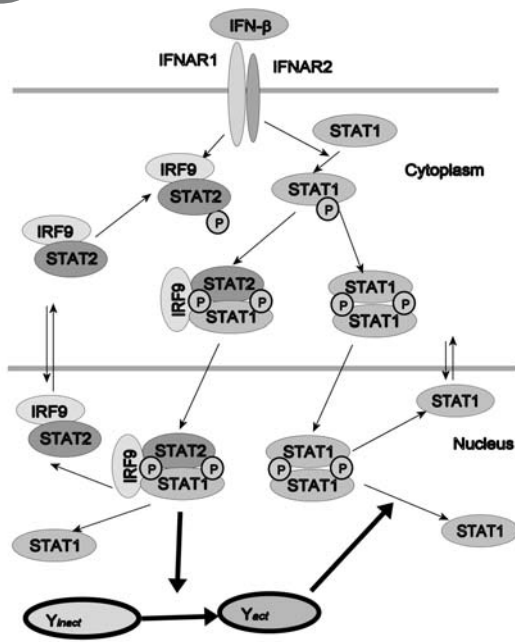 IFN-β
IFNAR1
IFNAR2
STAT1
Cytoplasm
IRF9
STAT2
P
STAT1
P
IRF9
STAT2
IRF9
P
STAT2
P
STAT1
P
STAT1
P
STAT1
IRF9
STAT2
STAT1
Nucleus
IRF9
P
STAT2
P
STAT1
P
STAT1
P
STAT1
STAT1
STAT1
Yinact
Yact